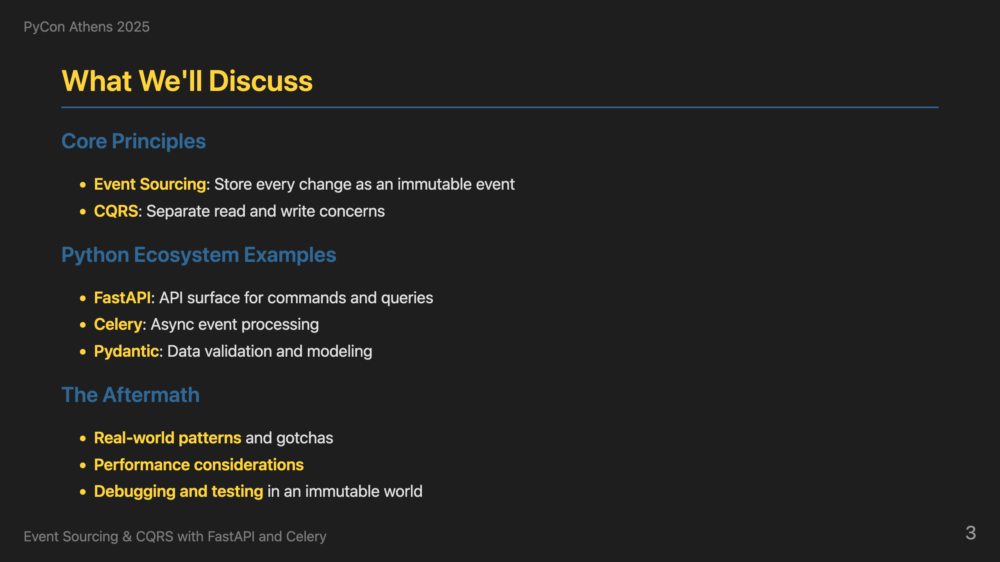 PyCon Athens 2025
What We'll Discuss
Core Principles
Event Sourcing: Store every change as an immutable event
CQRS: Separate read and write concerns
Python Ecosystem Examples
FastAPI: API surface for commands and queries
Celery: Async event processing
Pydantic: Data validation and modeling
The Aftermath
Real-world patterns and gotchas
Performance considerations
Debugging and testing in an immutable world
Event Sourcing & CQRS with FastAPI and Celery
3